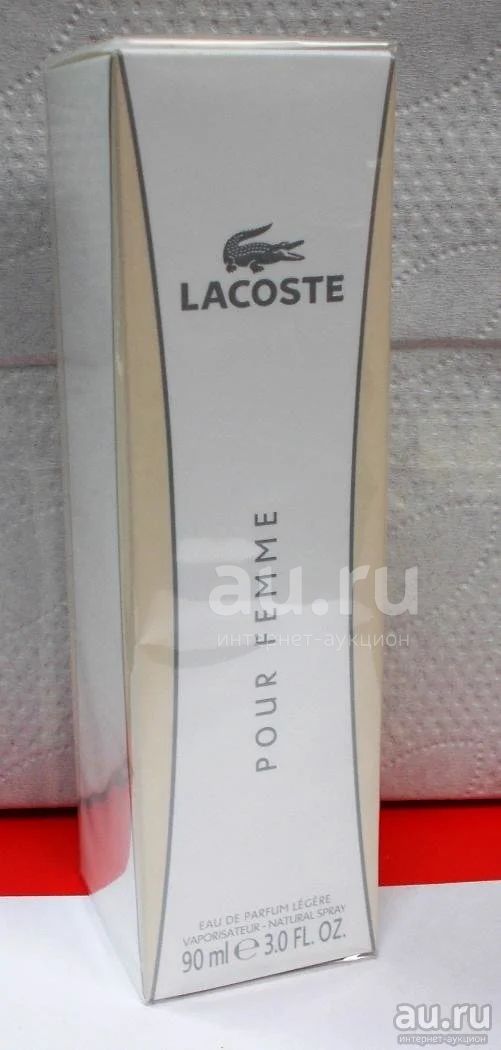 LACOSTE
POUR FEMME
au.ru
интернет-аукцион
EAU DE PARFUM LÉGÈRE
VAPORISATEUR - NATURAL SPRAY
90 ml e 3.0 FL. OZ.
au.ru
интернет-аукцион